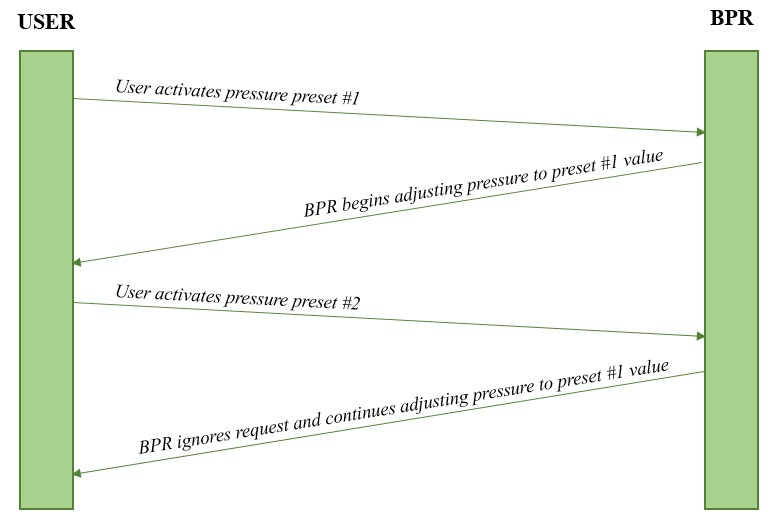 USER
BPR
User activates pressure preset #1
BPR begins adjusting pressure to preset #1 value
User activates pressure preset #2
BPR ignores request and continues adjusting pressure to preset #1 value